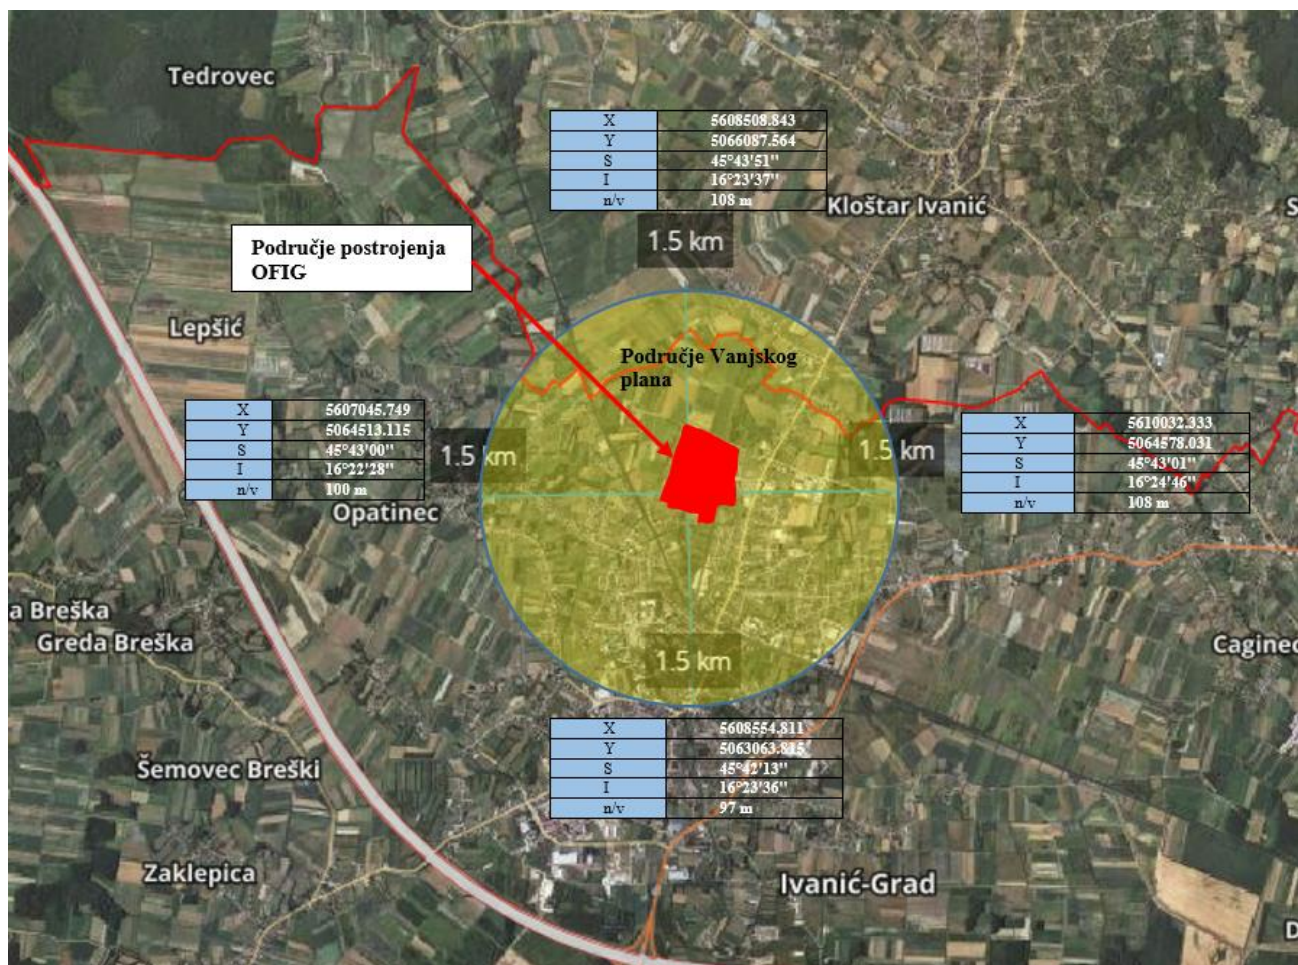 Tedrovec
X 5608508.843
Y 5066087.564
S 45°43'51''
I 16°23'37''
n/v 108 m
Kloštar Ivanić
S
1.5 km
Područje postrojenja
OFIG
Lepšić
Područje Vanjskog
plana
X 5607045.749
Y 5064513.115
S 45°43'00''
I 16°22'28''
n/v 100 m
1.5 km
1.5 km
X 5610032.333
Y 5064578.031
S 45°43'01''
I 16°24'46''
n/v 108 m
Opatinec
a Breška
Greda Breška
Caginec
1.5 km
X 5608554.811
Y 5063063.815
S 45°42'13''
I 16°23'36''
n/v 97 m
Šemovec Breški
Zaklepica
Ivanić-Grad
D